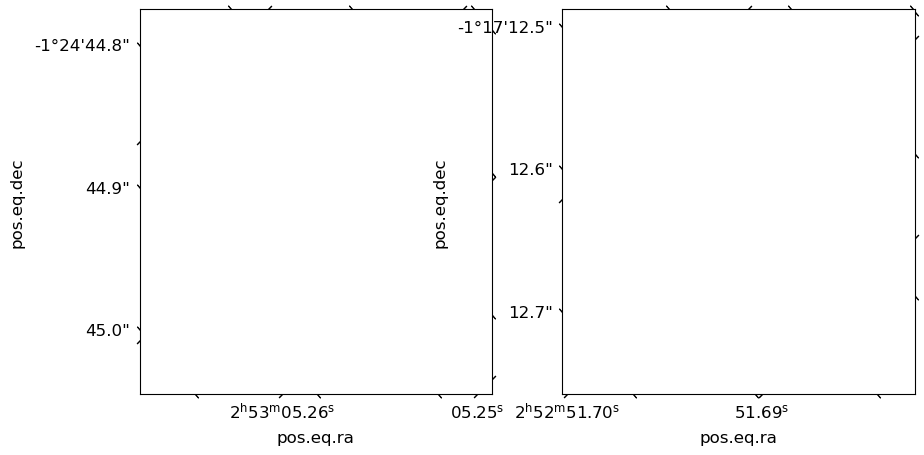 -1°24'44.8"
44.9"
45.0"
pos.eq.dec
2ʰ53ᵐ05.26ˢ 05.25ˢ
pos.eq.ra
-1°17'12.5"
12.6"
12.7"
pos.eq.dec
2ʰ52ᵐ51.70ˢ 51.69ˢ
pos.eq.ra